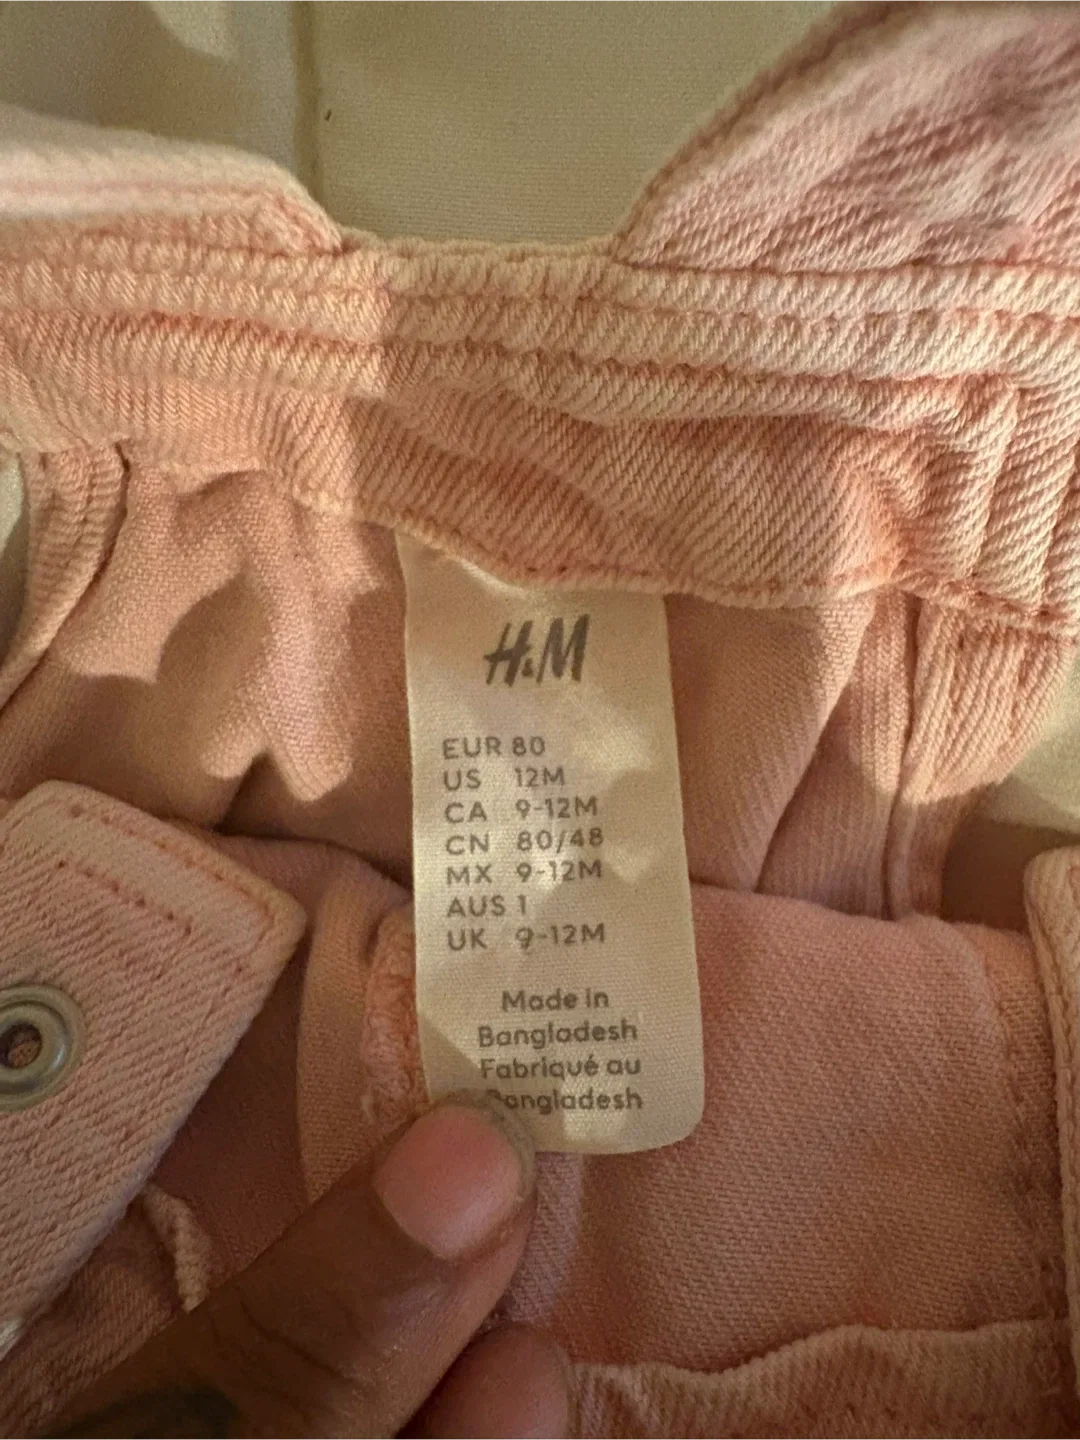 H&M
EUR 80
US 12M
CA 9-12M
CN 80/48
MX 9-12M
AUS 1
UK 9-12M
Made in
Bangladesh
Fabriqué au
Bangladesh